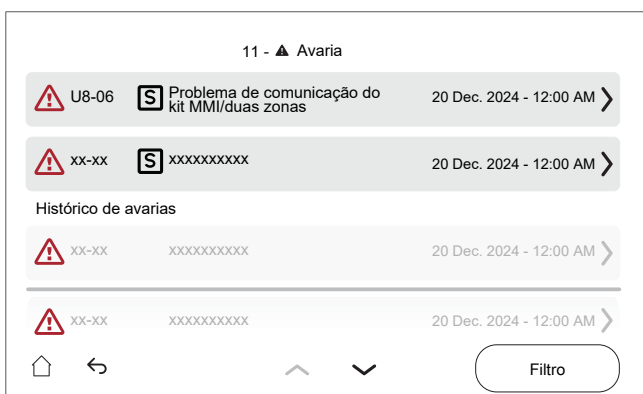 11 - Avaria
U8-06 S Problema de comunicação do 20 Dec. 2024 - 12:00 AM
kit MMI/duas zonas
xx-xx S xxxxxxxxxx 20 Dec. 2024 - 12:00 AM
Histórico de avarias
xx-xx xxxxxxxxxx 20 Dec. 2024 - 12:00 AM
xx-xx xxxxxxxxxx 20 Dec. 2024 - 12:00 AM
Filtro